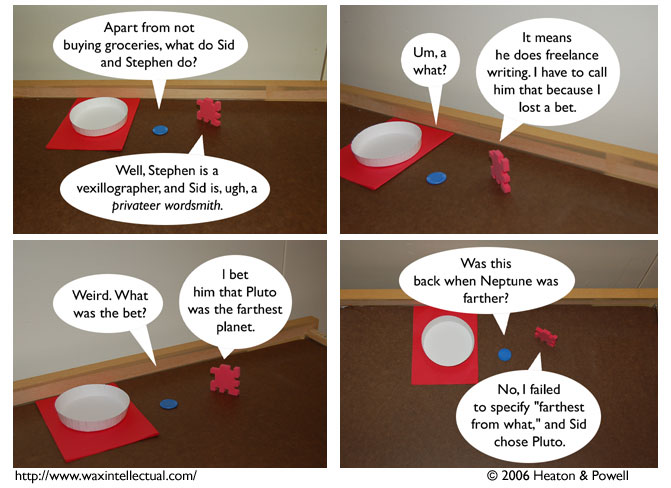 Apart from not
buying groceries, what do Sid
and Stephen do?
Well, Stephen is a
vexillographer, and Sid is, ugh, a
privateer wordsmith.
Um, a
what?
It means
he does freelance
writing. I have to call
him that because I
lost a bet.
Weird. What
was the bet?
I bet
him that Pluto
was the farthest
planet.
Was this
back when Neptune was
farther?
No, I failed
to specify "farthest
from what," and Sid
chose Pluto.
http://www.waxintellectual.com/
© 2006 Heaton & Powell